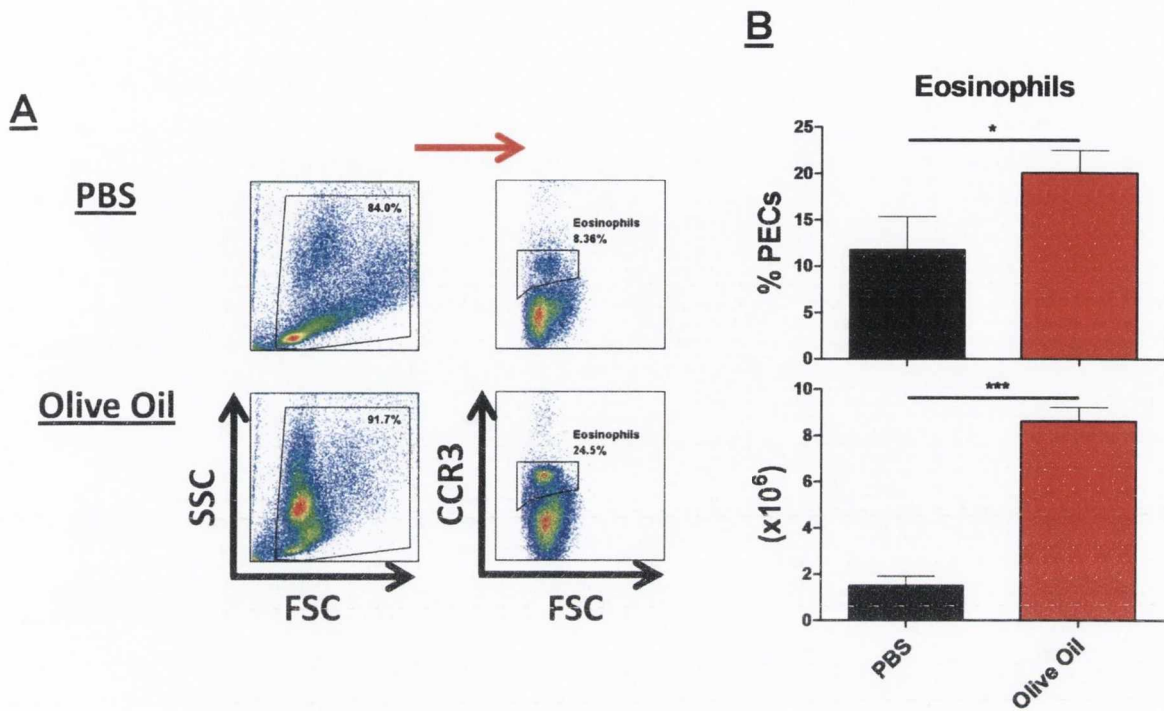 A
PBS
84.0%
Eosinophils
8.36%
Olive Oil
91.7%
Eosinophils
24.5%
SSC
CCR3
FSC
FSC
B
Eosinophils
*
25
20
15
10
5
0
% PECs
***
10
8
6
4
2
0
(x10⁶)
PBS
Olive Oil